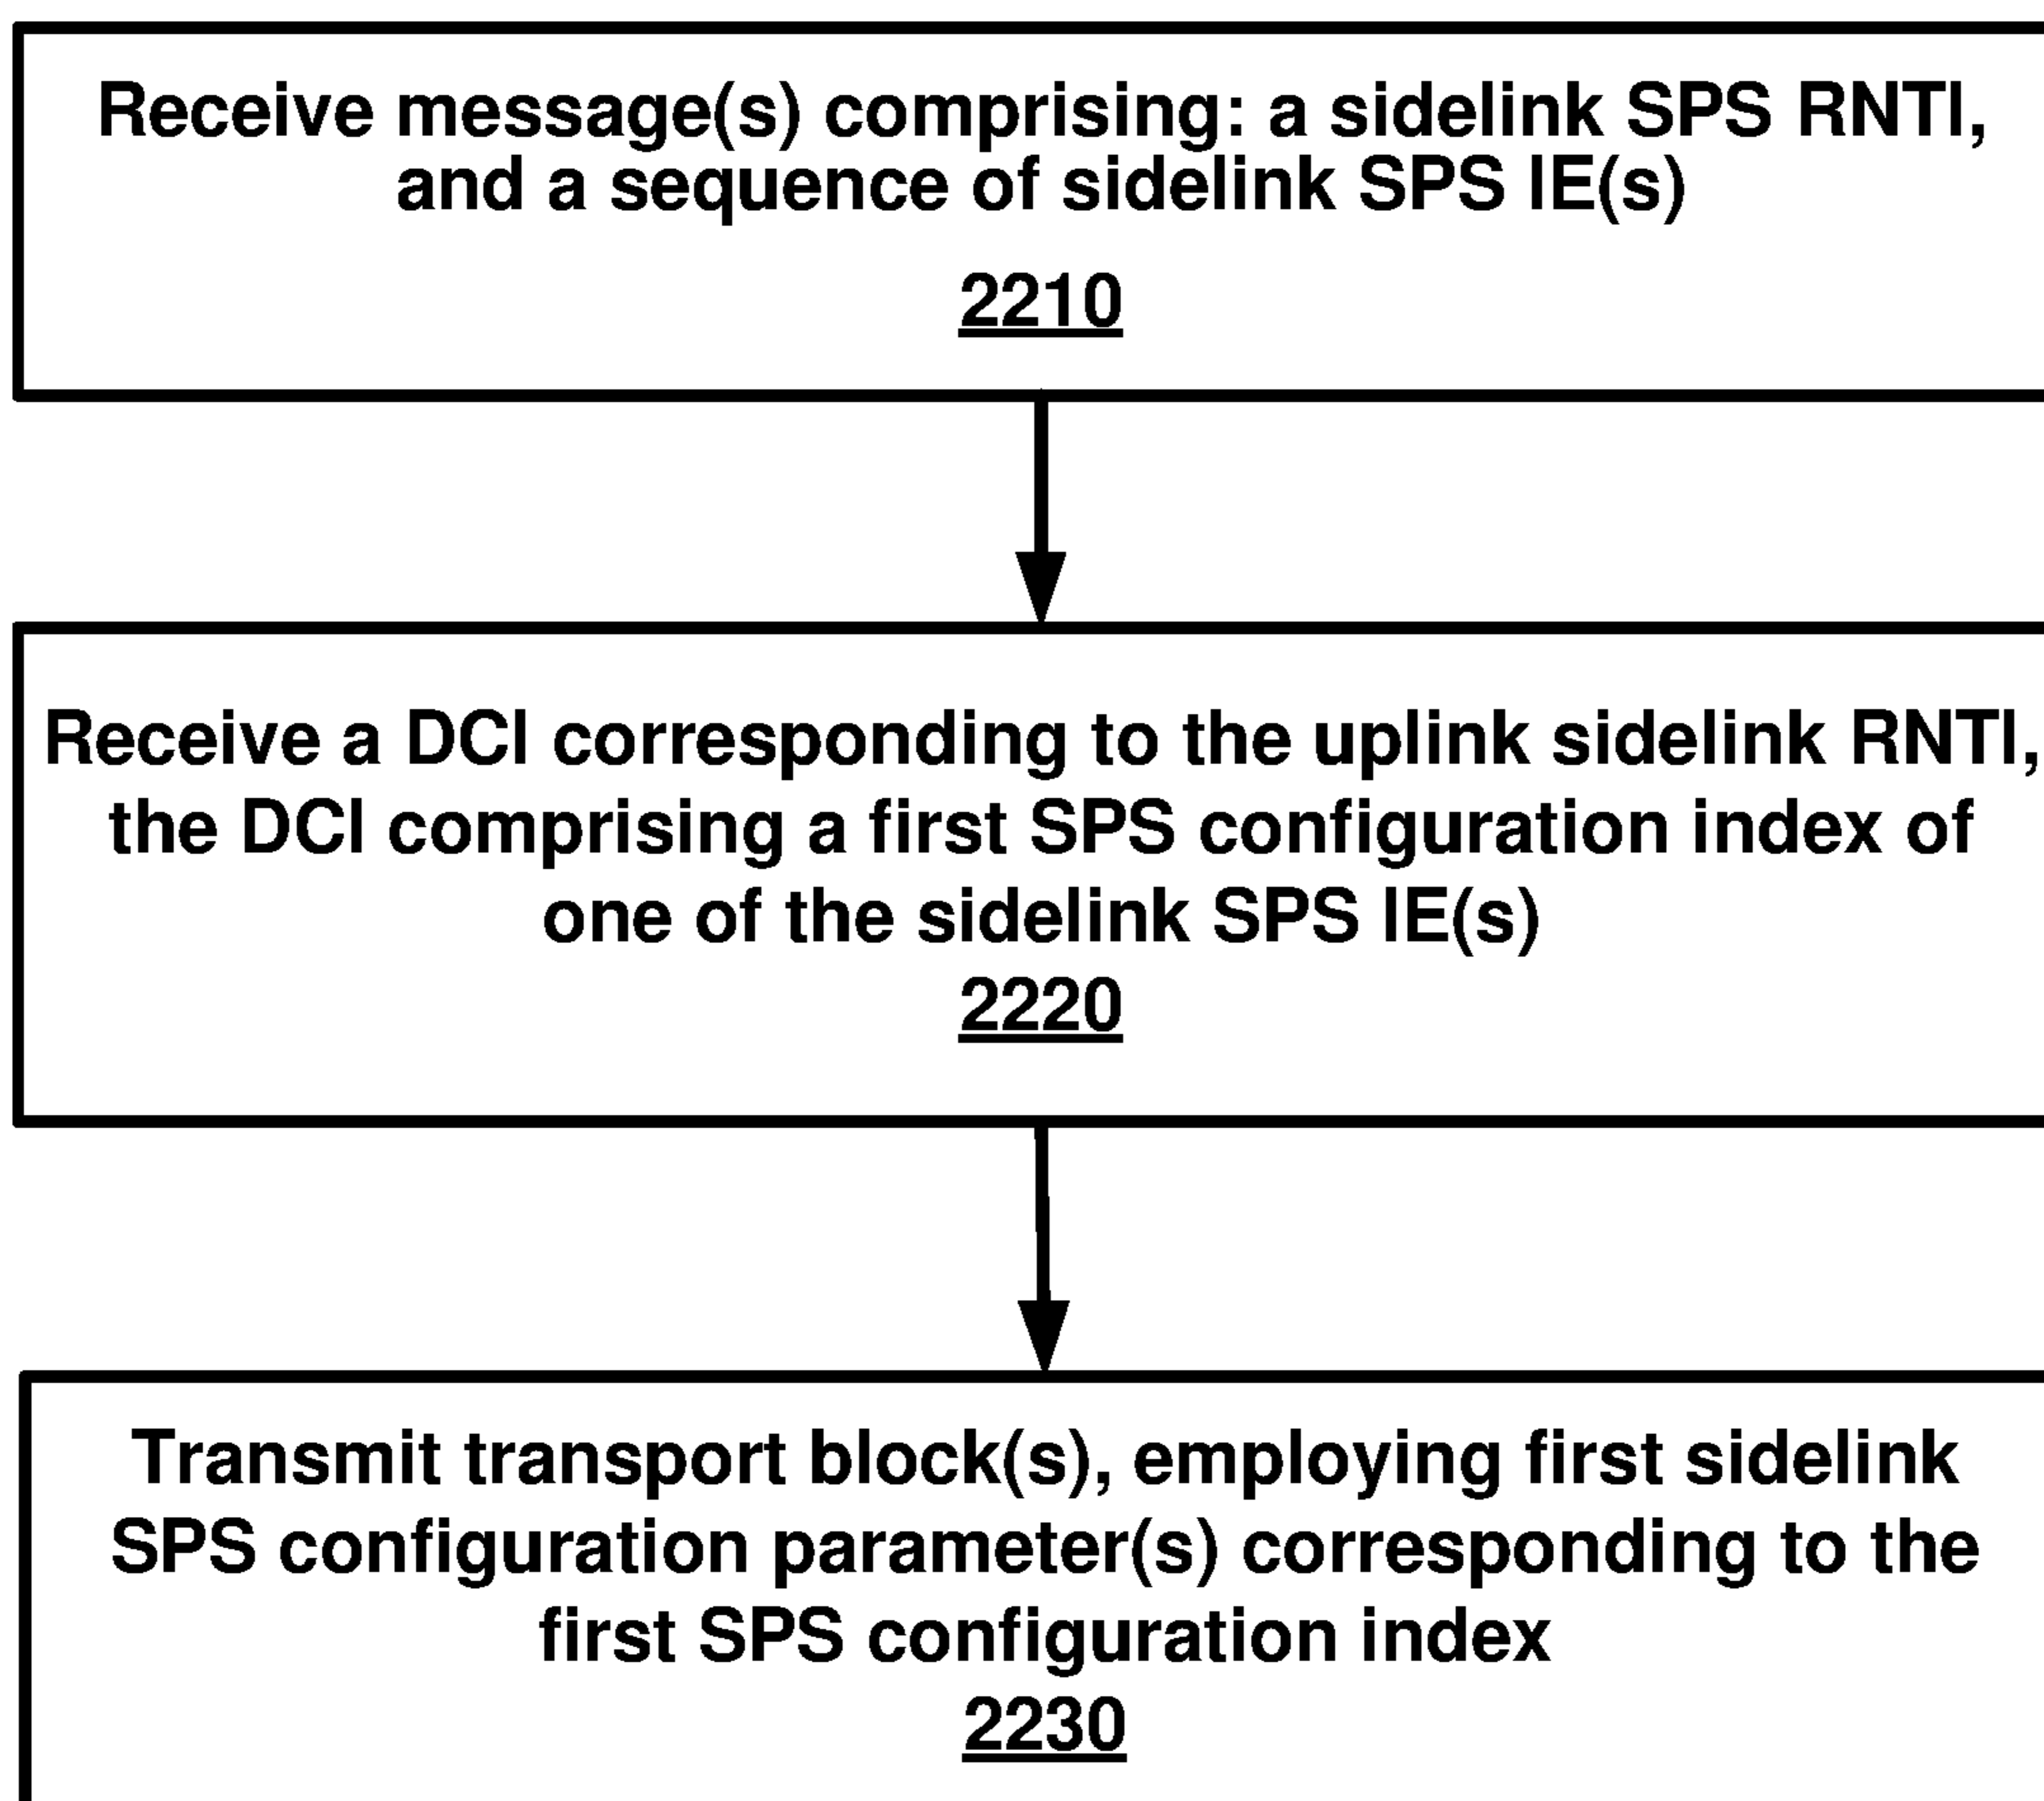 Receive message(s) comprising: a sidelink SPS RNTI,
and a sequence of sidelink SPS IE(s)
2210
Receive a DCI corresponding to the uplink sidelink RNTI,
the DCI comprising a first SPS configuration index of
one of the sidelink SPS IE(s)
2220
Transmit transport block(s), employing first sidelink
SPS configuration parameter(s) corresponding to the
first SPS configuration index
2230